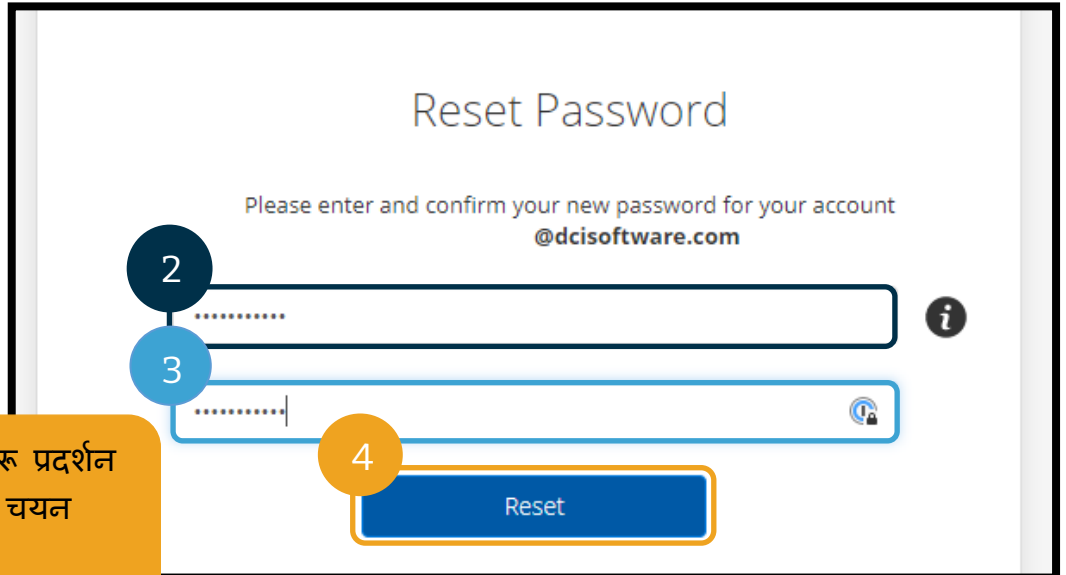 Reset Password
Please enter and confirm your new password for your account
@dcisoftware.com
2
•••••••••••
3
•••••••••••
4
Reset
प्रदर्शन
चयन